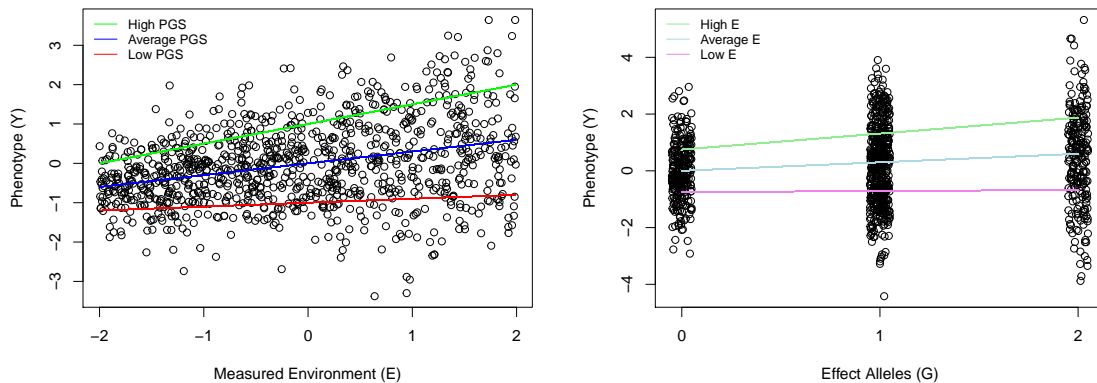 High PGS
Average PGS
Low PGS
Phenotype (Y)
3
2
1
0
−1
−2
−3
−2
−1
0
1
2
Measured Environment (E)
High E
Average E
Low E
Phenotype (Y)
4
2
0
−2
−4
0
1
2
Effect Alleles (G)